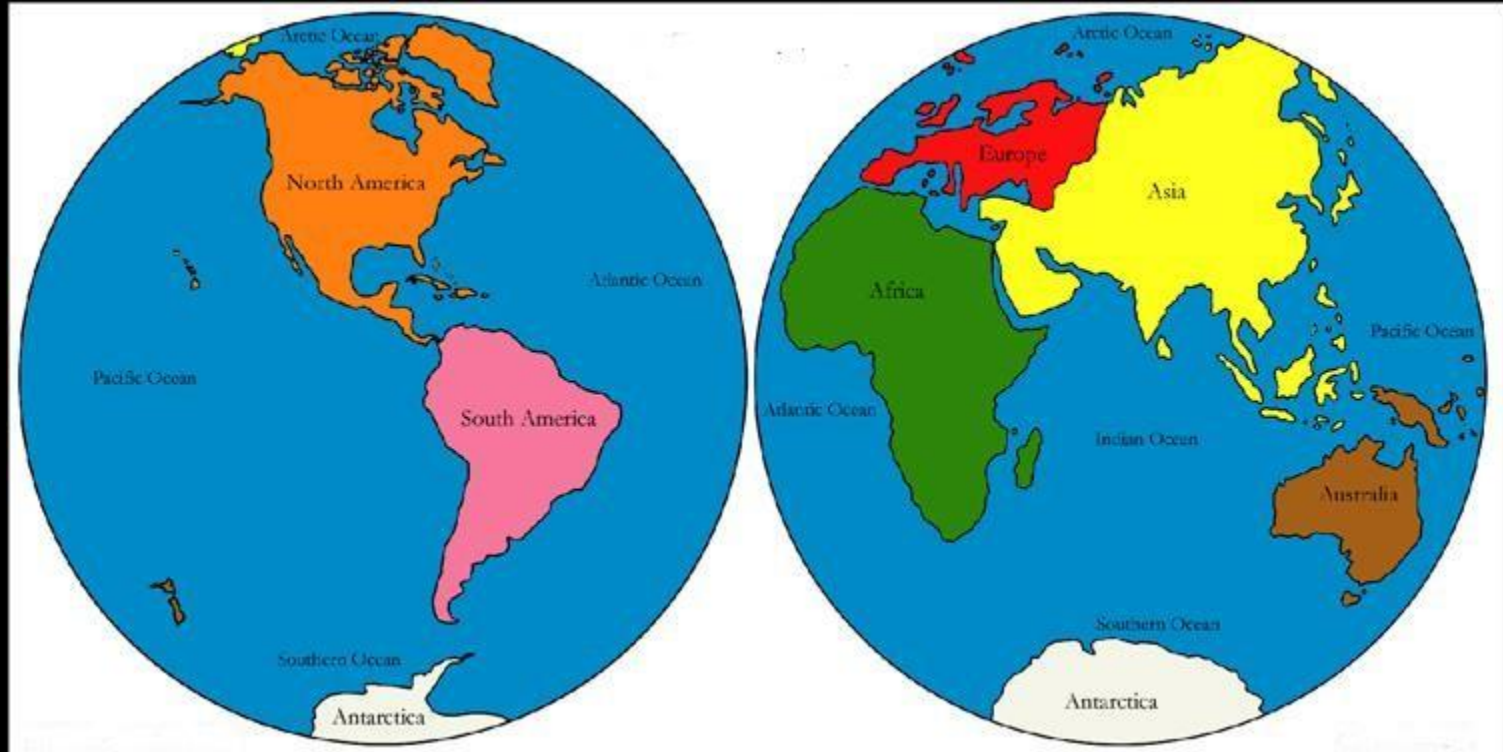 Arctic Ocean
North America
Atlantic Ocean
Pacific Ocean
South America
Southern Ocean
Antarctica
Arctic Ocean
Europe
Asia
Africa
Pacific Ocean
Atlantic Ocean
Indian Ocean
Australia
Southern Ocean
Antarctica